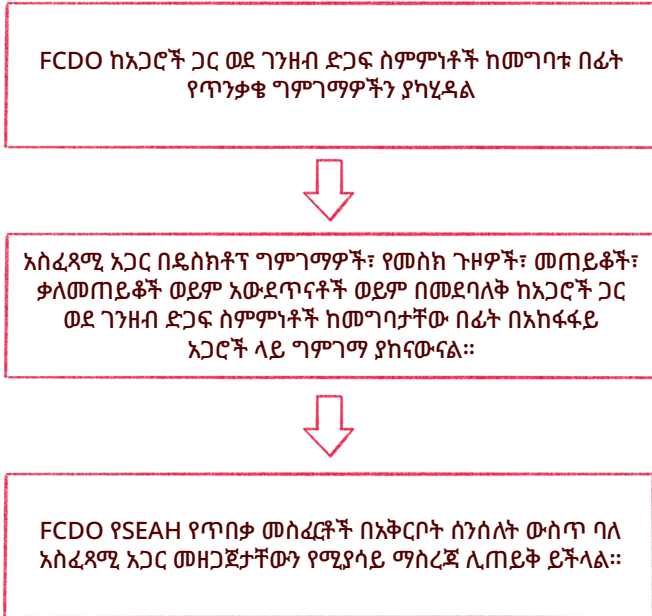 FCDO ከአጋሮች ጋር ወደ ገንዘብ ድጋፍ ስምምነቶች ከመግባቱ በፊት
የጥንቃቄ ግምገማዎችን ያካሂዳል
አስፈጻሚ አጋር በዴስክቶፕ ግምገማዎች፣ የመስክ ጉዞዎች፣ መጠይቆች፣
ቃለመጠይቆች ወይም አውደጥናቶች ወይም በመደባለቅ ከአጋሮች ጋር
ወደ ገንዘብ ድጋፍ ስምምነቶች ከመግባታቸው በፊት በአከፋፋይ
አጋሮች ላይ ግምገማ ያከናውናል።
FCDO የSEAH የጥበቃ መስፈርቶች በአቅርቦት ሰንሰለት ውስጥ ባለ
አስፈጻሚ አጋር መዘጋጀታቸውን የሚያሳይ ማስረጃ ሊጠይቅ ይችላል።